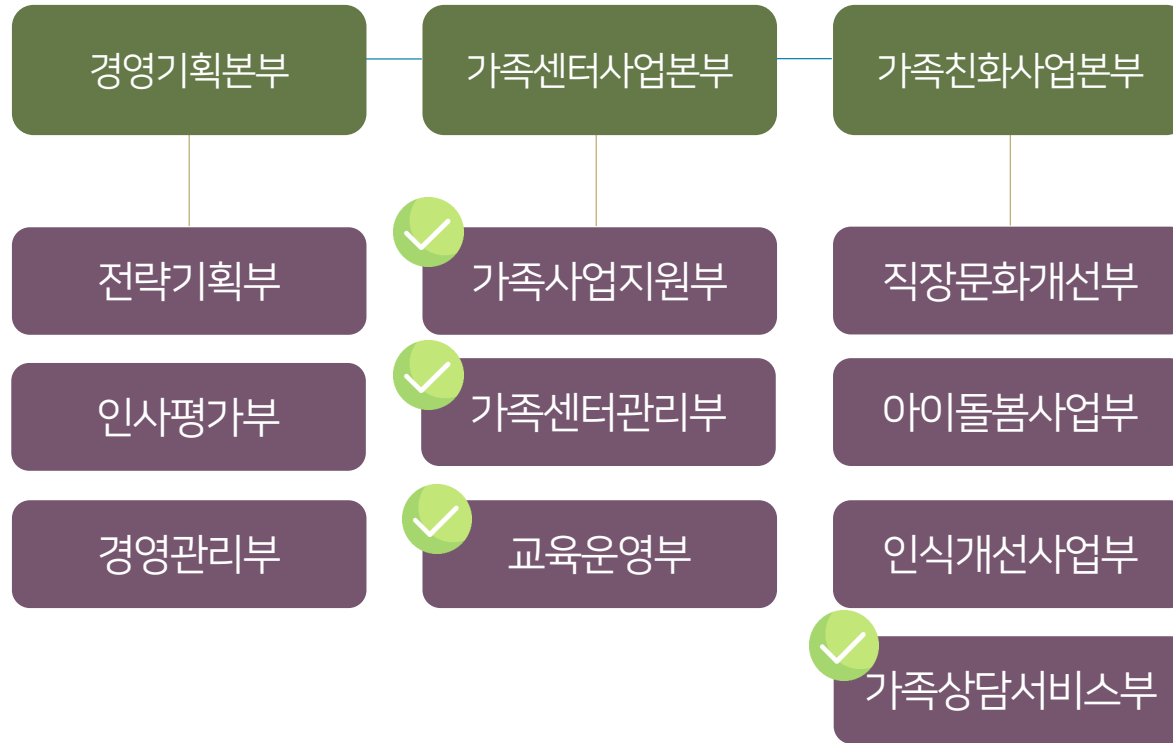 경영기획본부
가족센터사업본부
가족친화사업본부
전략기획부
가족사업지원부
직장문화개선부
인사평가부
가족센터관리부
아이돌봄사업부
경영관리부
교육운영부
인식개선사업부
가족상담서비스부